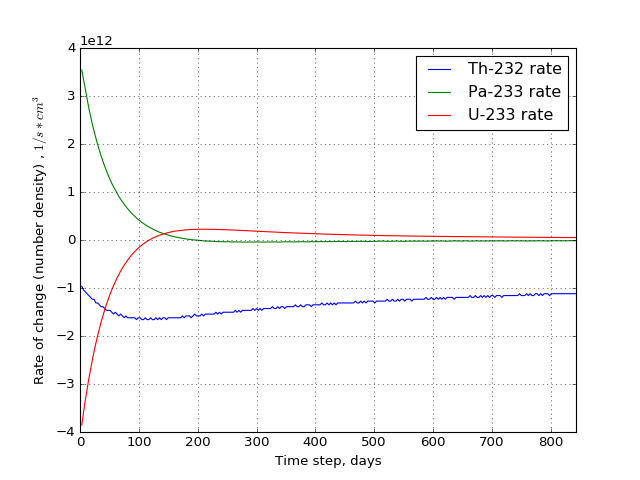 1e12
4
3
2
1
0
−1
−2
−3
−4
Rate of change (number density) , 1/s * cm³
Th-232 rate
Pa-233 rate
U-233 rate
0 100 200 300 400 500 600 700 800
Time step, days